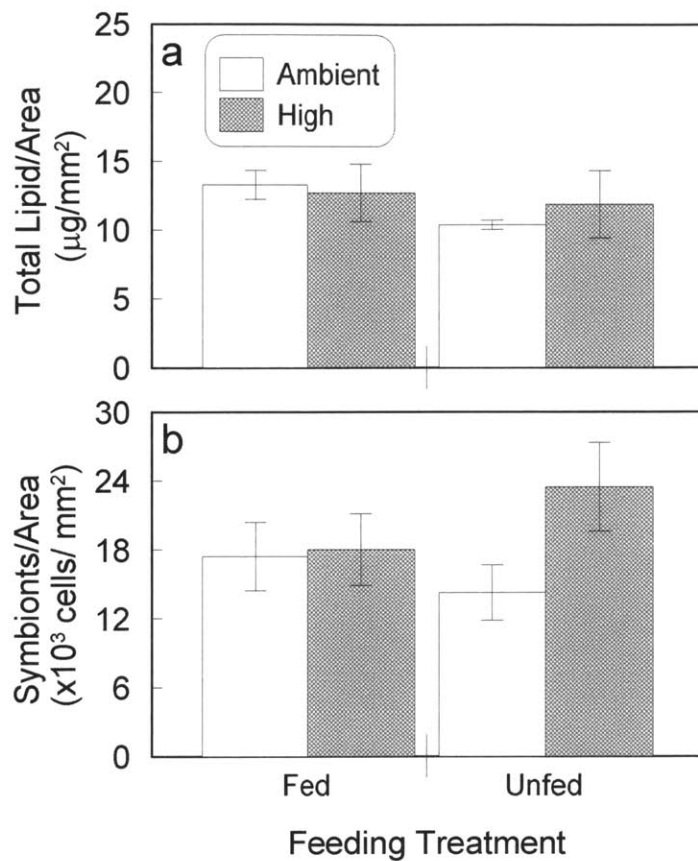 a
Ambient
High
Total Lipid/Area
(µg/mm²)
25
20
15
10
5
0
b
Symbionts/Area
(x10³ cells/ mm²)
30
24
18
12
6
0
Fed Unfed
Feeding Treatment